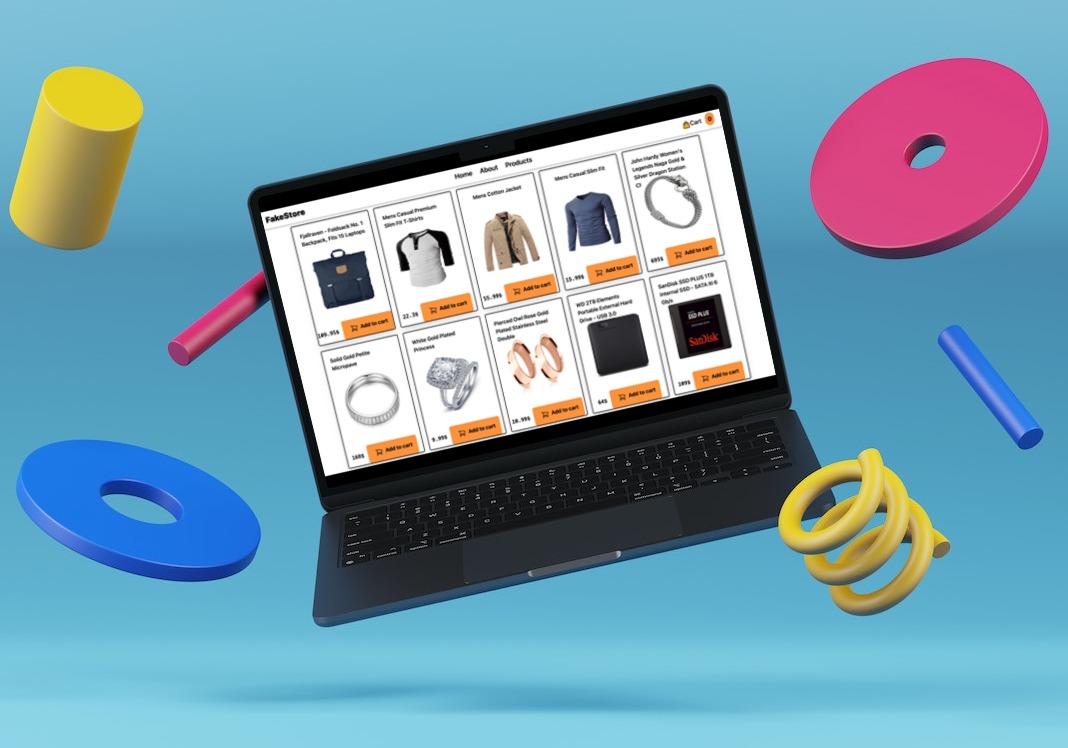 FakeStore
Home About Products
Cart 0
Fjallraven - Foldsack No. 1
Backpack, Fits 15 Laptops
109.95$ Add to cart
Mens Casual Premium
Slim Fit T-Shirts
22.3$ Add to cart
Mens Cotton Jacket
55.99$ Add to cart
Mens Casual Slim Fit
15.99$ Add to cart
John Hardy Women's
Legends Naga Gold &
Silver Dragon Station
695$ Add to cart
Solid Gold Petite
Micropave
168$ Add to cart
White Gold Plated
Princess
9.99$ Add to cart
Pierced Owl Rose Gold
Plated Stainless Steel
Double
10.99$ Add to cart
WD 2TB Elements
Portable External Hard
Drive - USB 3.0
64$ Add to cart
SanDisk SSD PLUS 1TB
Internal SSD - SATA III 6
Gb/s
SSD PLUS
SanDisk
109$ Add to cart